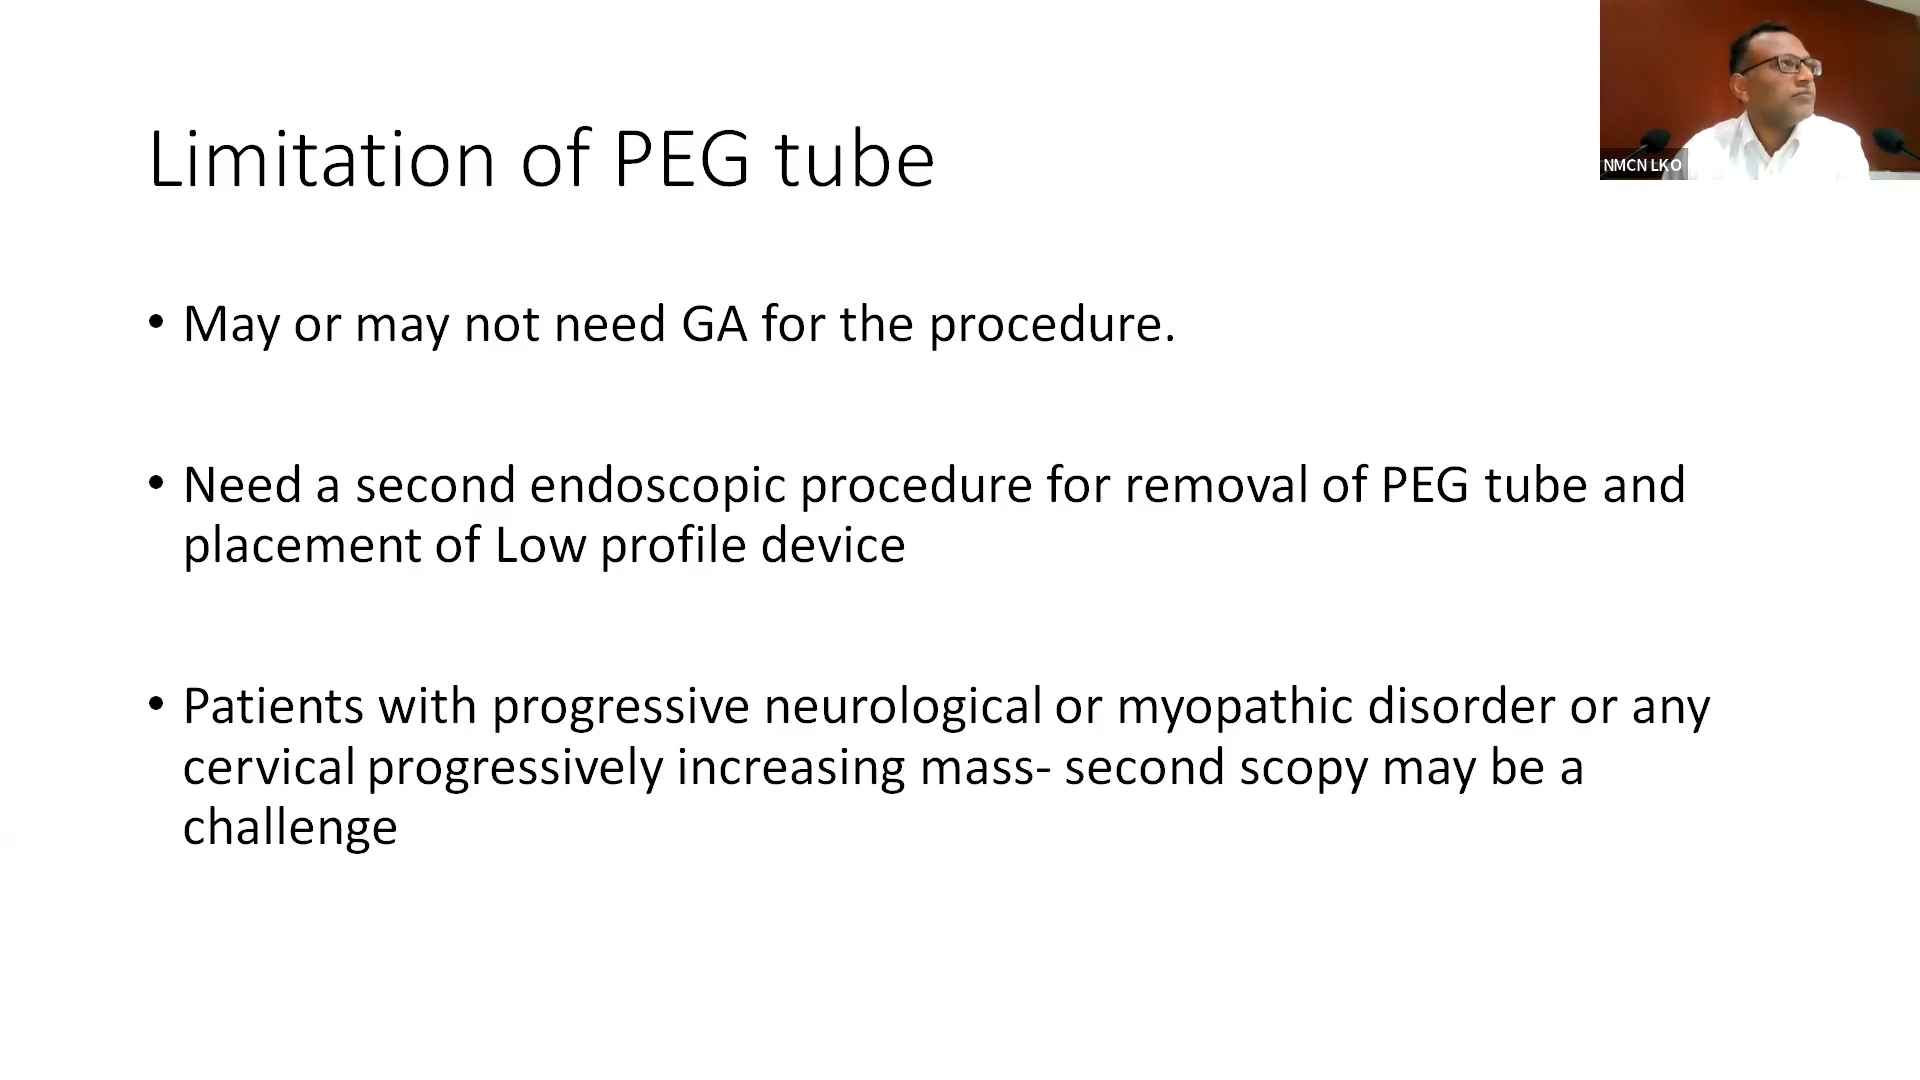 Limitation of PEG tube
NMCN LKO
• May or may not need GA for the procedure.
• Need a second endoscopic procedure for removal of PEG tube and
placement of Low profile device
• Patients with progressive neurological or myopathic disorder or any
cervical progressively increasing mass- second scopy may be a
challenge